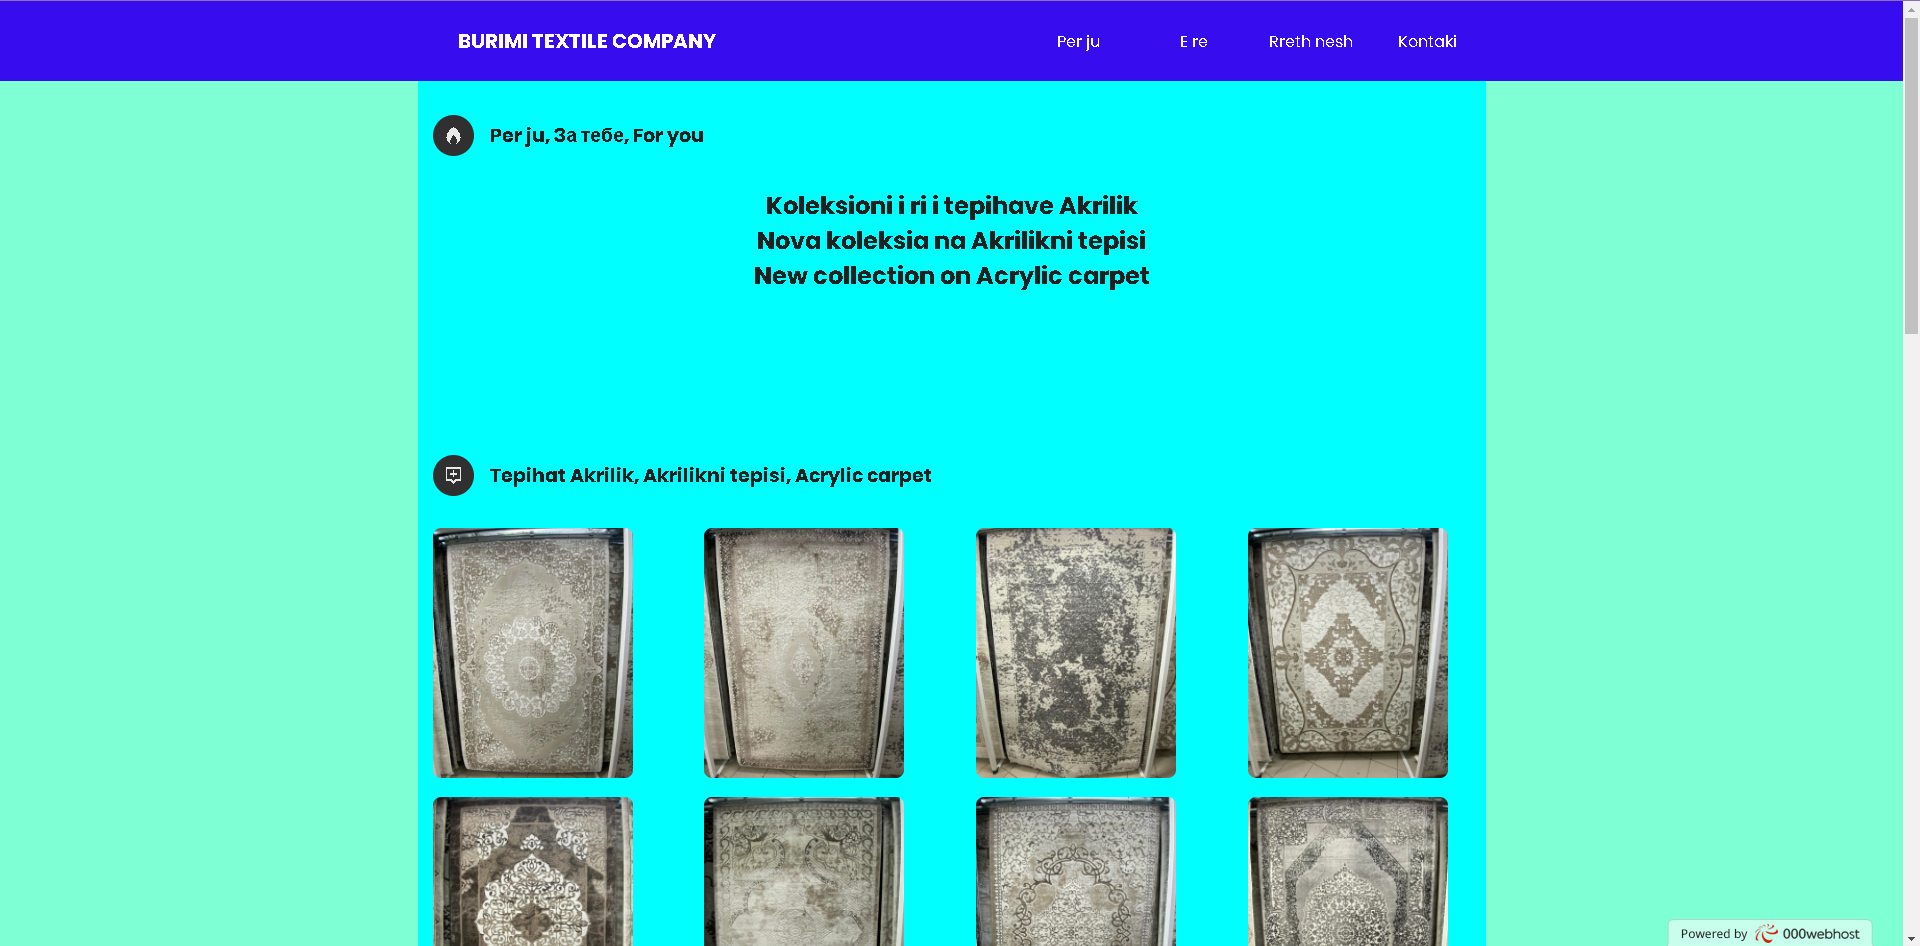 BURIMI TEXTILE COMPANY
Per ju
E re
Rreth nesh
Kontaki
Per ju, За тебе, For you
Koleksioni i ri i tepihave Akrilik
Nova koleksia na Akrilikni tepisi
New collection on Acrylic carpet
Tepihat Akrilik, Akrilikni tepisi, Acrylic carpet
Powered by 000webhost